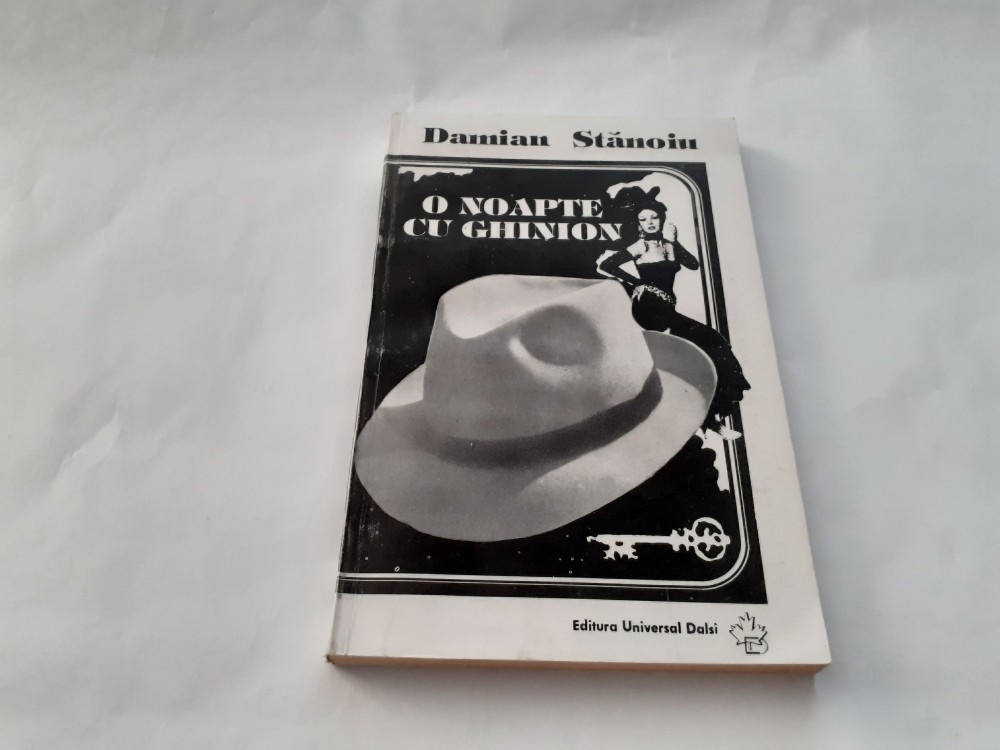 Damian Stănoiu
O NOAPTE
CU GHINION
Editura Universal Dalsi